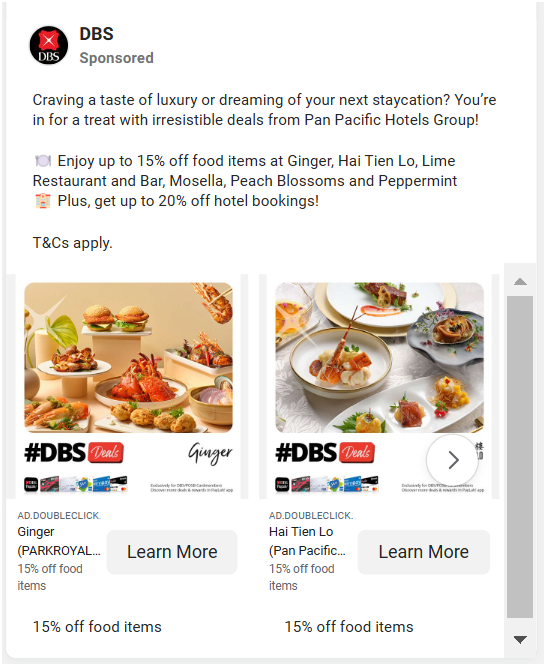 DBS
Sponsored
DBS
Craving a taste of luxury or dreaming of your next staycation? You're
in for a treat with irresistible deals from Pan Pacific Hotels Group!
🍽️ Enjoy up to 15% off food items at Ginger, Hai Tien Lo, Lime
Restaurant and Bar, Mosella, Peach Blossoms and Peppermint
🏩 Plus, get up to 20% off hotel bookings!
T&Cs apply.
#DBS Deals Ginger
Exclusively for DBS/POSB Cardmembers
Discover more deals & rewards in PayLah! app
AD.DOUBLECLICK.
Ginger
(PARKROYAL...
15% off food
items
Learn More
15% off food items
#DBS Deals
Exclusively for DBS/POSB Cardmembers
Discover more deals & rewards in PayLah! app
AD.DOUBLECLICK.
Hai Tien Lo
(Pan Pacific...
15% off food
items
Learn More
15% off food items